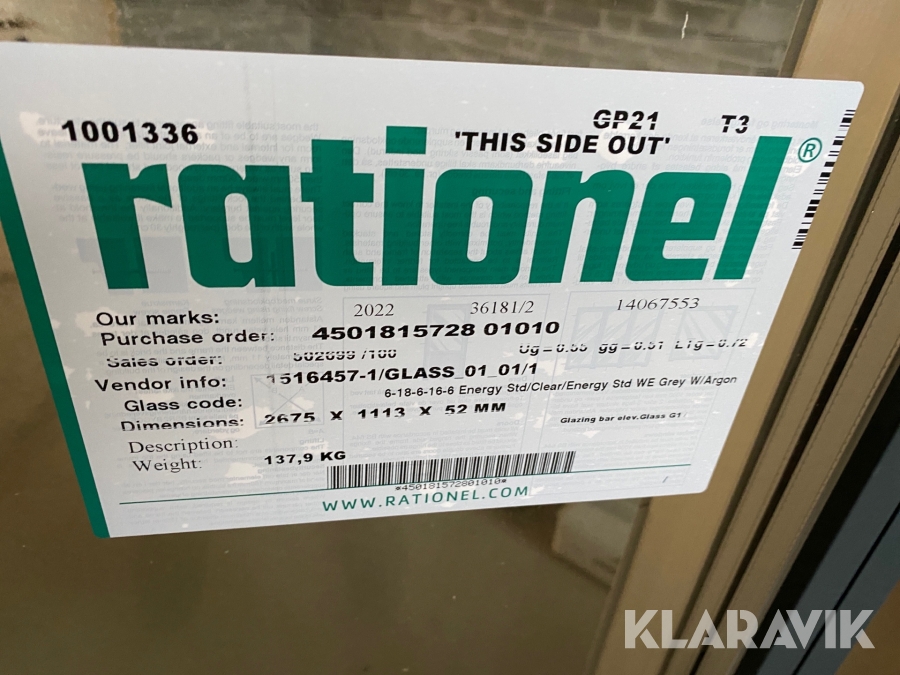 1001336
GP21 T3
'THIS SIDE OUT'
rationel®
Our marks: 2022 36181/2 14067553
Purchase order: 4501815728 01010
Sales order: /100
Vendor info: 1516457-1/GLASS_01_01/1
Glass code: 6-18-6-16-6 Energy Std/Clear/Energy Std WE Grey W/Argon
Dimensions: 2675 X 1113 X 52 MM
Glazing bar elev.Glass G1
Description:
Weight: 137,9 KG
*450181572801010*
WWW.RATIONEL.COM
KLARAVIK